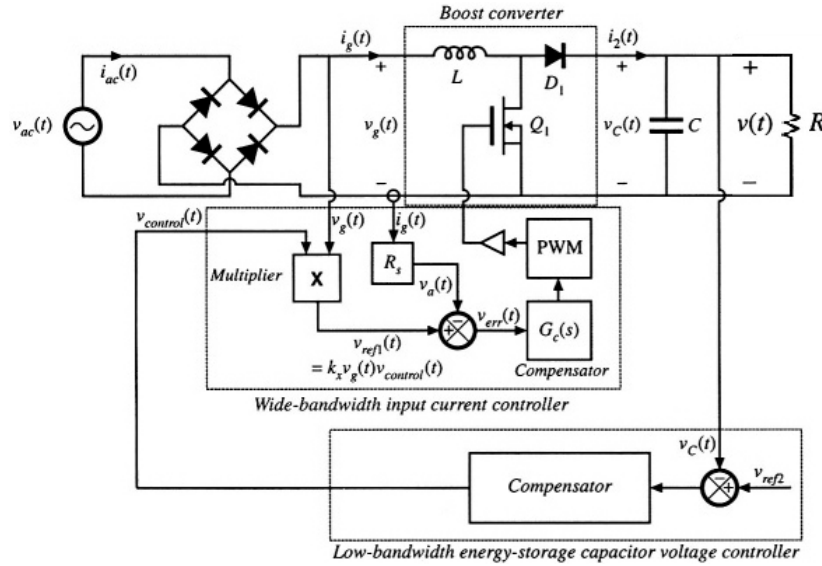 Boost converter
i_g(t)
i_2(t)
i_ac(t)
L
D_1
v_ac(t)
v_g(t)
Q_1
v_C(t)
C
v(t)
R
v_control(t)
v_g(t)
i_g(t)
Multiplier
X
R_s
PWM
v_a(t)
v_err(t)
G_c(s)
v_ref1(t)
= k_x v_g(t) v_control(t)
Compensator
Wide-bandwidth input current controller
v_C(t)
Compensator
v_ref2
Low-bandwidth energy-storage capacitor voltage controller